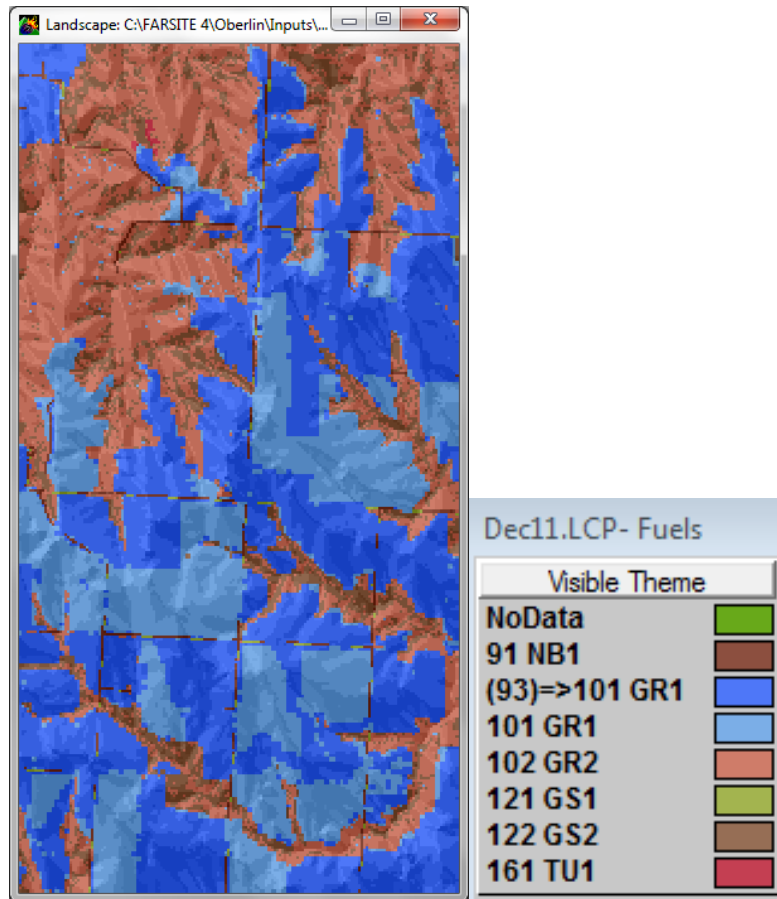 Landscape: C:\FARSITE 4\Oberlin\Inputs\...
Dec11.LCP- Fuels
Visible Theme
NoData
91 NB1
(93)=>101 GR1
101 GR1
102 GR2
121 GS1
122 GS2
161 TU1